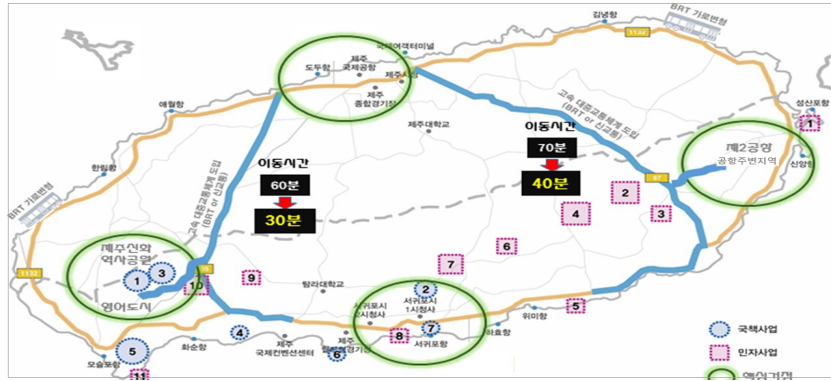 BRT 가로변형
김녕항
1132
국제여객터미널
제주
도두항
국제공항
제주시청
제주
종합경기장
제주대학교
애월항
한림항
고속 대중교통체계 도입
(BRT or 신교통)
이동시간
60분
30분
고속 대중교통체계 도입
(BRT or 신교통)
이동시간
70분
40분
성산포항
1
제2공항
공항주변지역
신양항
97
2
3
4
6
7
BRT 가로변형
1132
제주신화
역사공원
1
3
영어도시
10
9
탐라대학교
2
서귀포시
1청사
서귀포시
2청사
7
8
서귀포항
하효항
위미항
5
4
화순항
제주
국제컨벤션센터
제주
6
5
모슬포항
11
국책사업
민자사업
핵심거점